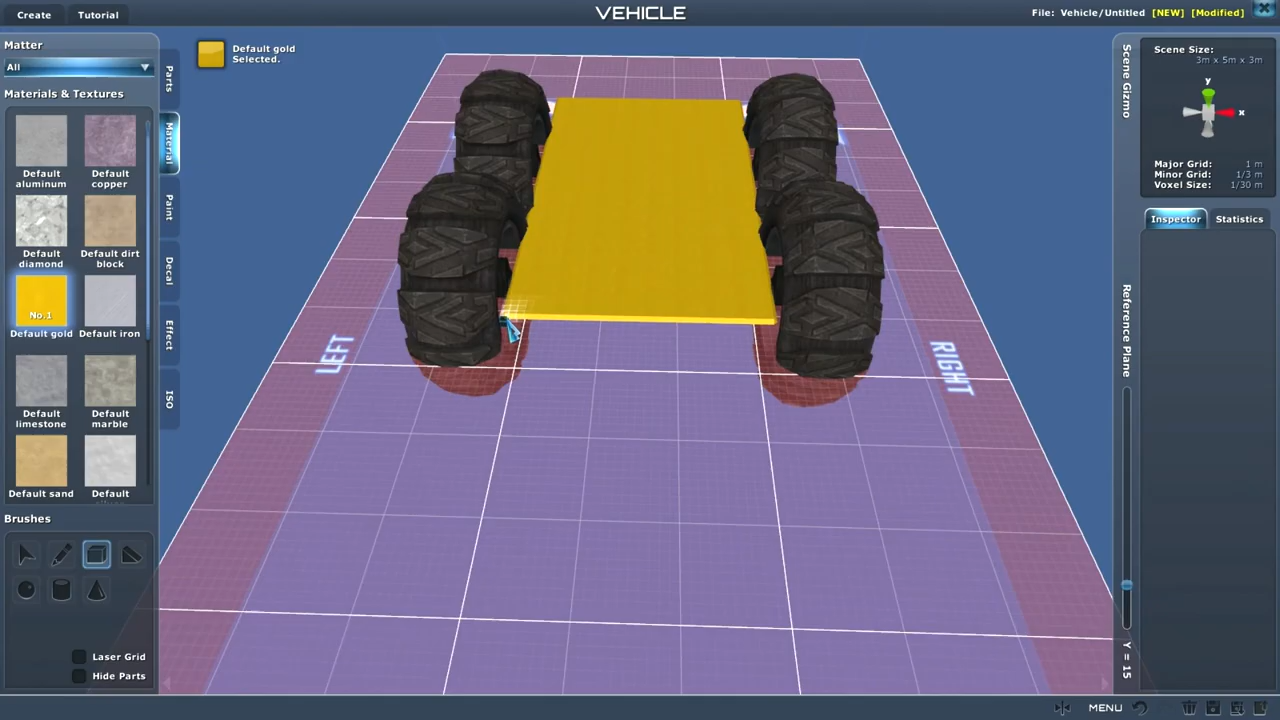 Create
Tutorial
VEHICLE
File: Vehicle/Untitled [NEW] [Modified]
Matter
All
Materials & Textures
Default aluminum
Default copper
Default diamond
Default dirt block
No.1
Default gold
Default iron
Default limestone
Default marble
Default sand
Default
Brushes
Laser Grid
Hide Parts
Parts
Material
Paint
Decal
Effect
ISO
Default gold
Selected.
LEFT
RIGHT
Scene Gizmo
Reference Plane
Y = 15
Scene Size:
3m x 5m x 3m
y
x
Major Grid: 1 m
Minor Grid: 1/3 m
Voxel Size: 1/30 m
Inspector
Statistics
MENU